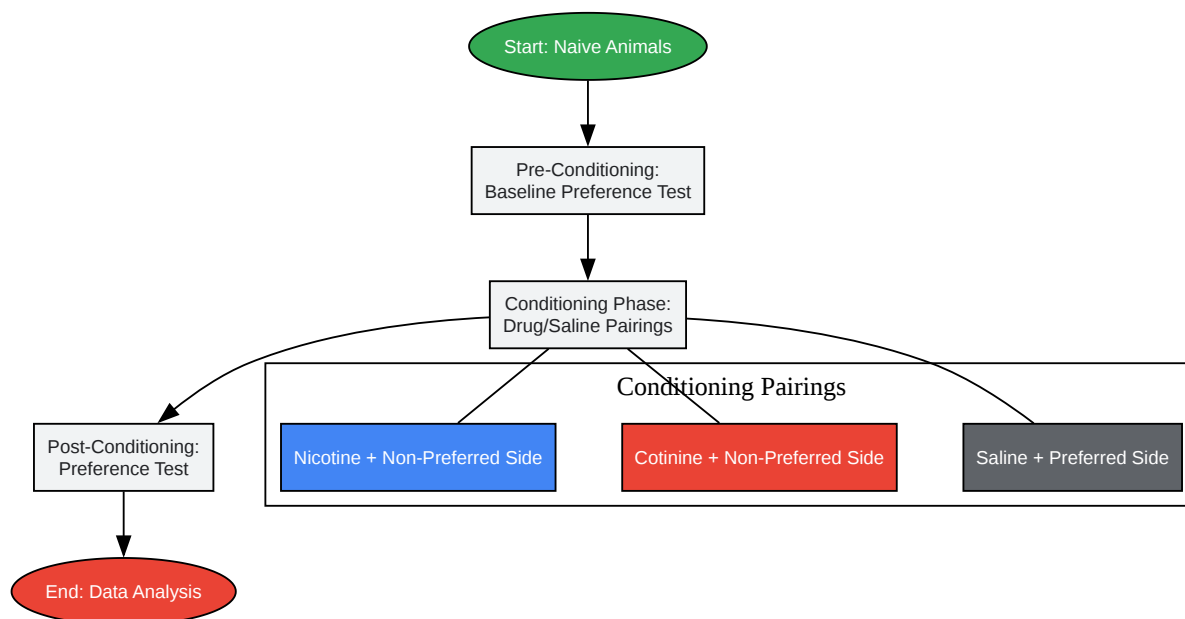 Start: Naive Animals
Pre-Conditioning:
Baseline Preference Test
Conditioning Phase:
Drug/Saline Pairings
Conditioning Pairings
Post-Conditioning:
Preference Test
Nicotine + Non-Preferred Side
Cotinine + Non-Preferred Side
Saline + Preferred Side
End: Data Analysis